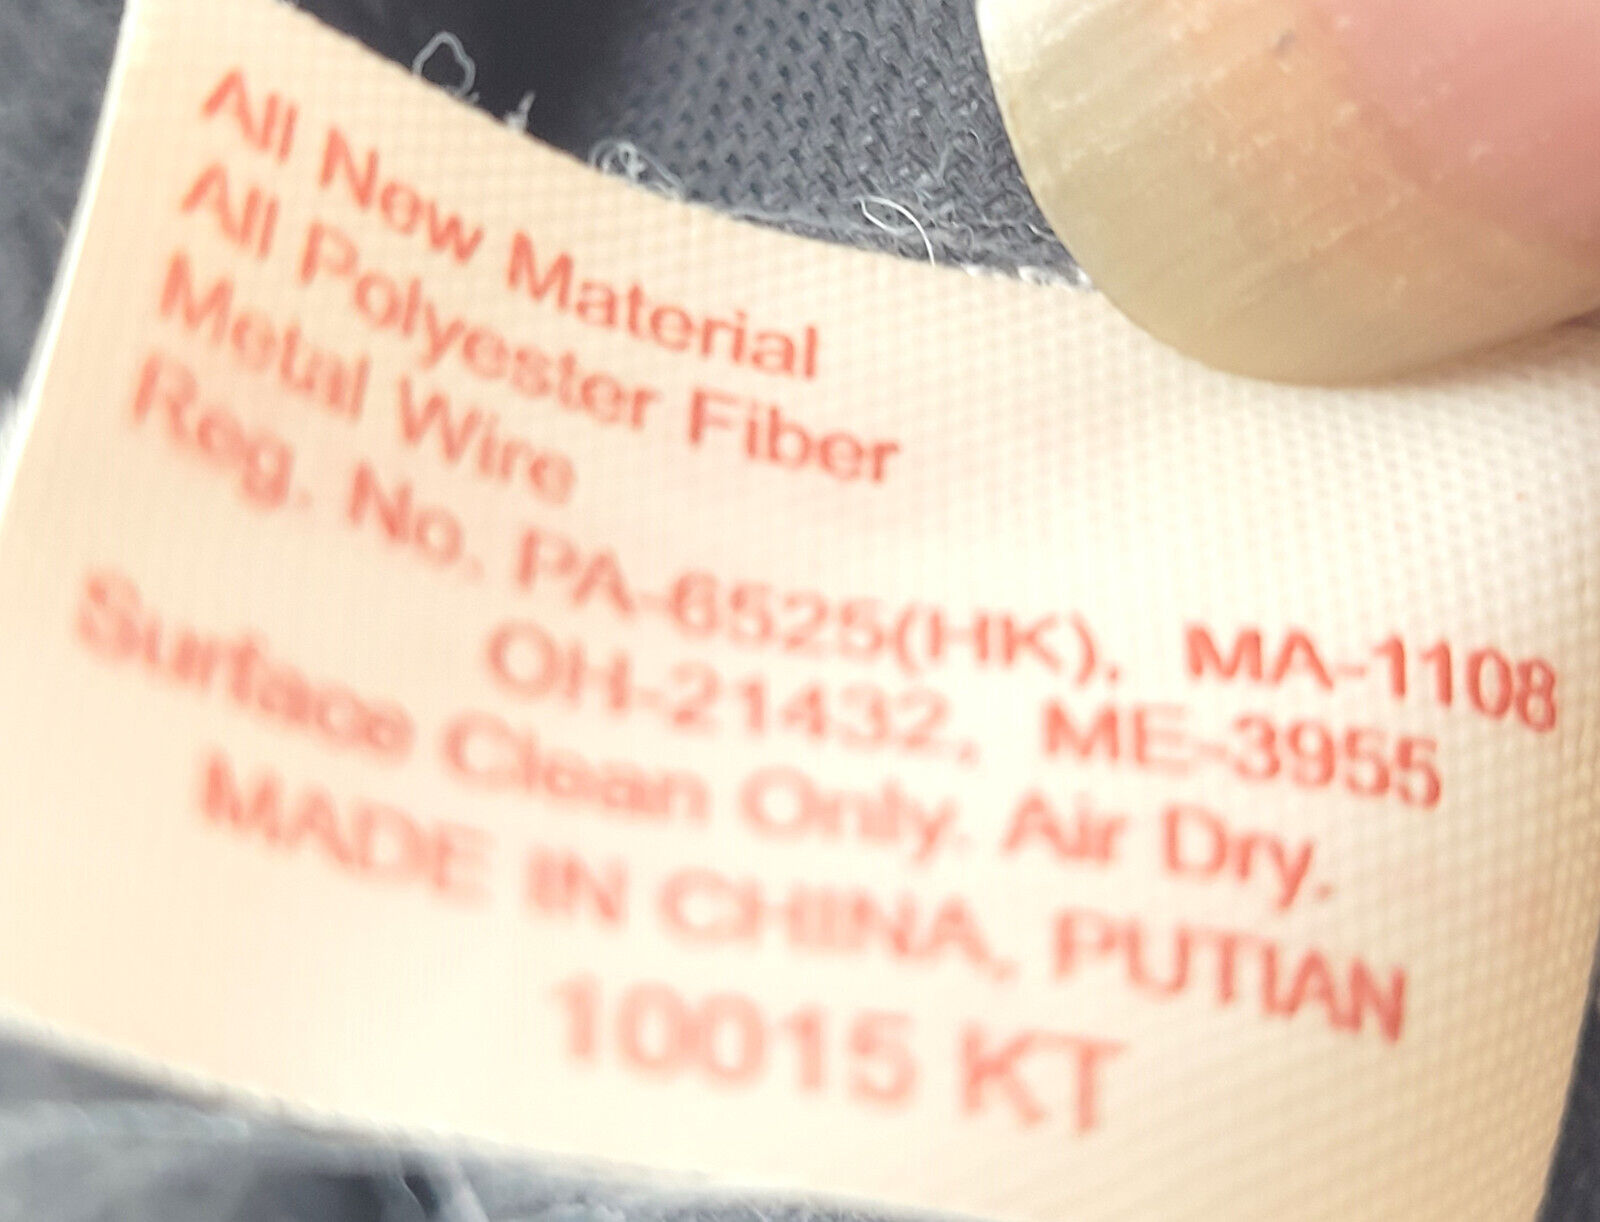 All New Material
All Polyester Fiber
Metal Wire
Reg. No. PA-6525(HK), MA-1108
OH-21432, ME-3955
Surface Clean Only. Air Dry.
MADE IN CHINA, PUTIAN
10015 KT